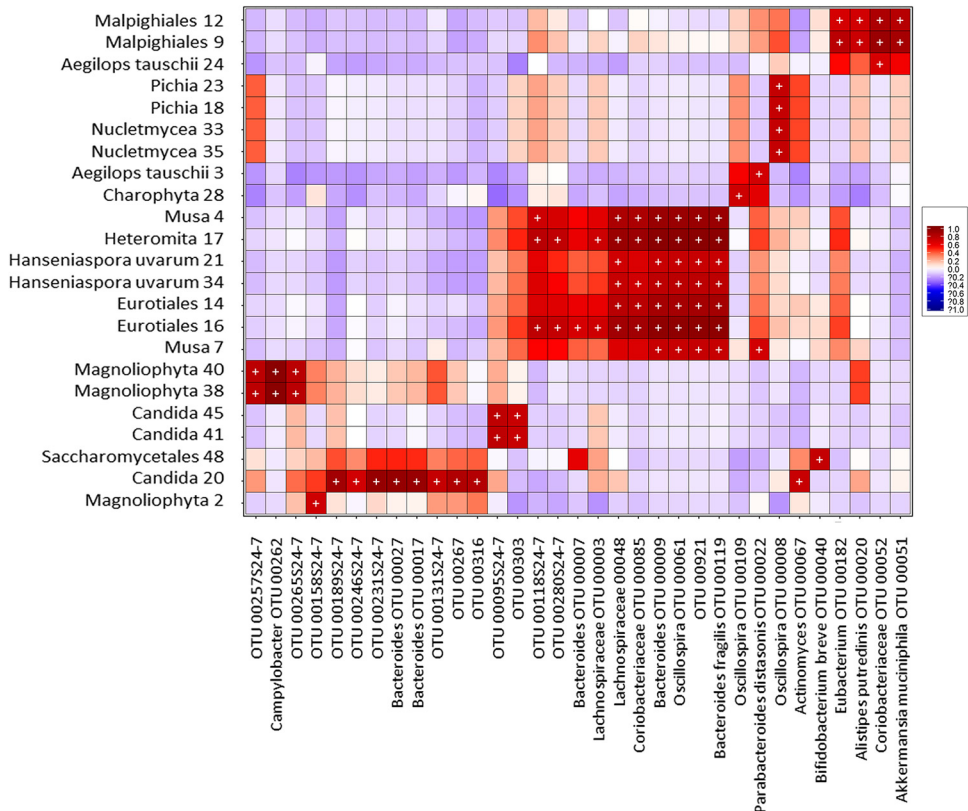 Malpighiales 12
Malpighiales 9
Aegilops tauschii 24
Pichia 23
Pichia 18
Nucletmycea 33
Nucletmycea 35
Aegilops tauschii 3
Charophyta 28
Musa 4
Heteromita 17
Hanseniaspora uvarum 21
Hanseniaspora uvarum 34
Eurotiales 14
Eurotiales 16
Musa 7
Magnoliophyta 40
Magnoliophyta 38
Candida 45
Candida 41
Saccharomycetales 48
Candida 20
Magnoliophyta 2
1.0
0.8
0.6
0.4
0.2
0.0
?0.2
?0.4
?0.6
?0.8
?1.0
OTU 00257S24-7
Campylobacter OTU 00262
OTU 00265S24-7
OTU 00158S24-7
OTU 00189S24-7
OTU 00246S24-7
OTU 00231S24-7
Bacteroides OTU 00027
Bacteroides OTU 00017
OTU 00131S24-7
OTU 00267
OTU 00316
OTU 00095S24-7
OTU 00303
OTU 00118S24-7
OTU 00280S24-7
Bacteroides OTU 00007
Lachnospiraceae OTU 00003
Lachnospiraceae 00048
Coriobacteriaceae OTU 00085
Bacteroides OTU 00009
Oscillospira OTU 00061
OTU 00921
Bacteroides fragilis OTU 00119
Oscillospira OTU 00109
Parabacteroides distasonis OTU 00022
Oscillospira OTU 00008
Actinomyces OTU 00067
Bifidobacterium breve OTU 00040
Eubacterium OTU 00182
Alistipes putredinis OTU 00020
Coriobacteriaceae OTU 00052
Akkermansia muciniphila OTU 00051